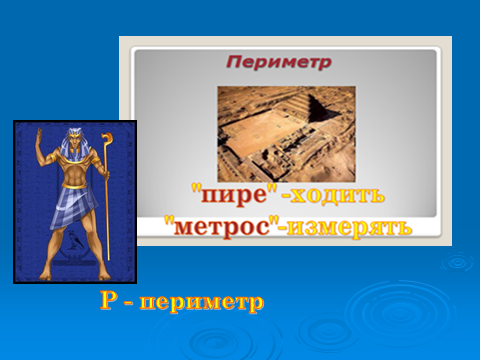 Периметр
"пире" -ходить
"метрос"-измерять
Р - периметр